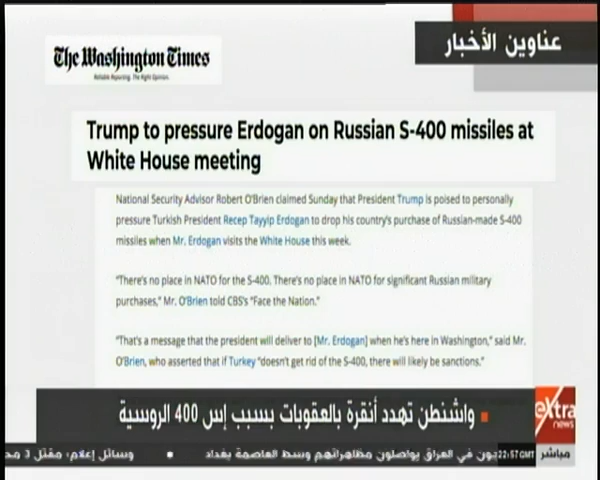 عناوين الأخبار
The Washington Times
Reliable Reporting. The Right Opinion.
Trump to pressure Erdogan on Russian S-400 missiles at
White House meeting
National Security Advisor Robert O'Brien claimed Sunday that President Trump is poised to personally
pressure Turkish President Recep Tayyip Erdogan to drop his country's purchase of Russian-made S-400
missiles when Mr. Erdogan visits the White House this week.
"There's no place in NATO for the S-400. There's no place in NATO for significant Russian military
purchases," Mr. O'Brien told CBS's "Face the Nation."
"That's a message that the president will deliver to [Mr. Erdogan] when he's here in Washington," said Mr.
O'Brien, who asserted that if Turkey "doesn't get rid of the S-400, there will likely be sanctions."
واشنطن تهدد أنقرة بالعقوبات بسبب إس 400 الروسية
eXtra
news
مباشر
22:57GMT
في العراق يواصلون مظاهراتهم وسط العاصمة بغداد
وسائل إعلام: مقتل 3